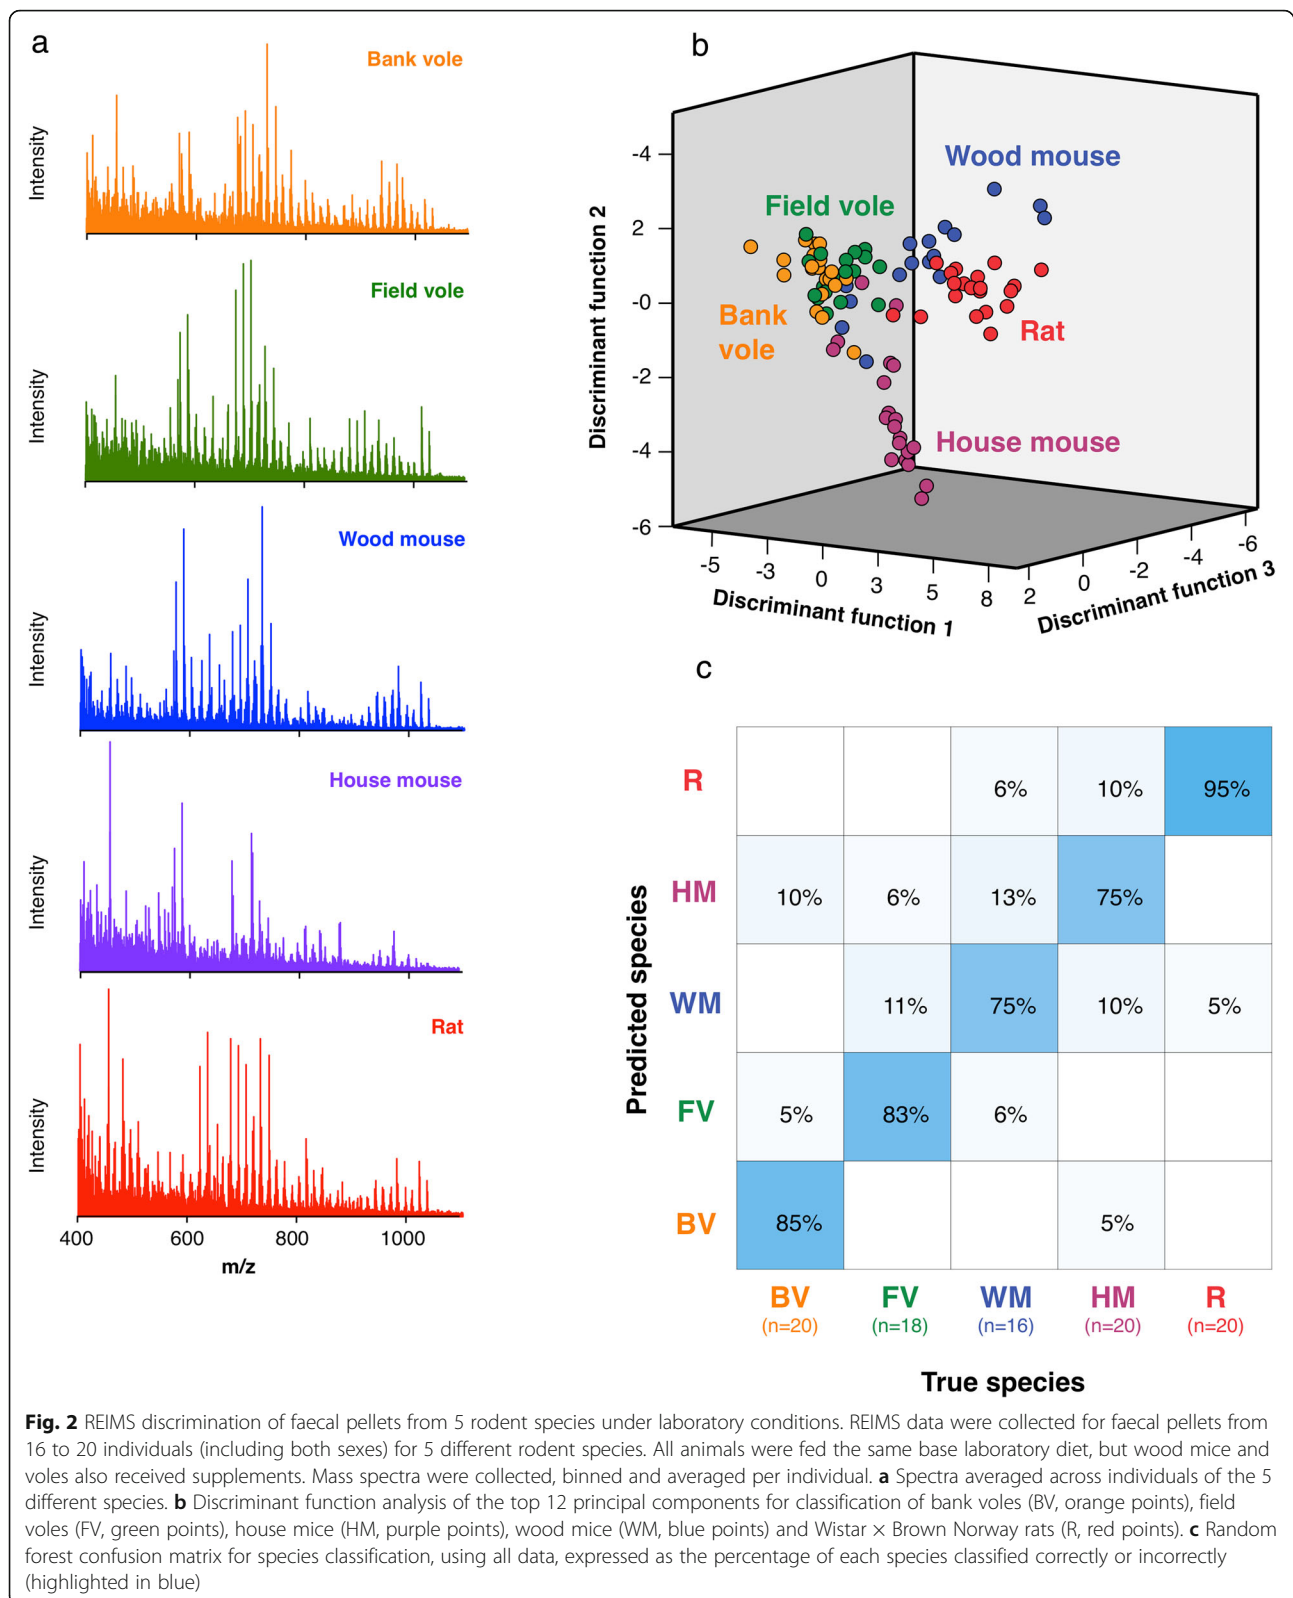 a
Bank vole
Intensity
Field vole
Intensity
Wood mouse
Intensity
House mouse
Intensity
Rat
Intensity
400 600 800 1000
m/z
b
Discriminant function 2
-4
2
-0
-2
-4
-6
Wood mouse
Field vole
Bank
vole
Rat
House mouse
-5 -3 0 3 5 8
Discriminant function 1
2 0 -2 -4 -6
Discriminant function 3
c
Predicted species
R 6% 10% 95%
HM 10% 6% 13% 75%
WM 11% 75% 10% 5%
FV 5% 83% 6%
BV 85% 5%
BV FV WM HM R
(n=20) (n=18) (n=16) (n=20) (n=20)
True species
Fig. 2 REIMS discrimination of faecal pellets from 5 rodent species under laboratory conditions. REIMS data were collected for faecal pellets from
16 to 20 individuals (including both sexes) for 5 different rodent species. All animals were fed the same base laboratory diet, but wood mice and
voles also received supplements. Mass spectra were collected, binned and averaged per individual. a Spectra averaged across individuals of the 5
different species. b Discriminant function analysis of the top 12 principal components for classification of bank voles (BV, orange points), field
voles (FV, green points), house mice (HM, purple points), wood mice (WM, blue points) and Wistar × Brown Norway rats (R, red points). c Random
forest confusion matrix for species classification, using all data, expressed as the percentage of each species classified correctly or incorrectly
(highlighted in blue)